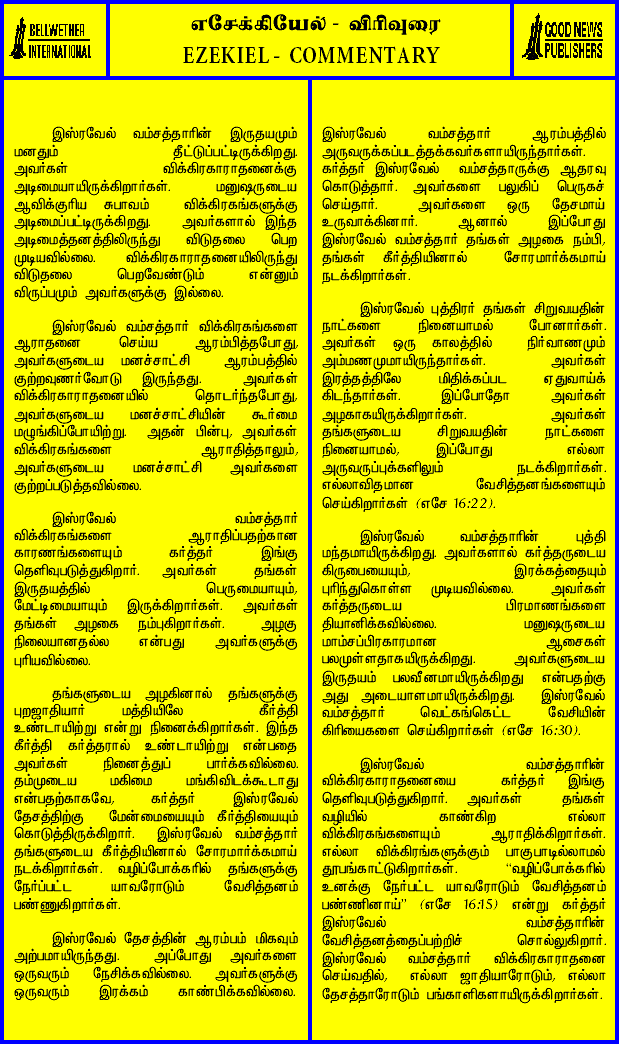 BELLWETHER
INTERNATIONAL
எசேக்கியேல் - விரிவுரை
EZEKIEL - COMMENTARY
GOOD NEWS
PUBLISHERS
இஸ்ரவேல் வம்சத்தாரின் இருதயமும்
மனதும் தீட்டுப்பட்டிருக்கிறது.
அவர்கள் விக்கிரகாராதனைக்கு
அடிமையாயிருக்கிறார்கள். மனுஷருடைய
ஆவிக்குரிய சுபாவம் விக்கிரகங்களுக்கு
அடிமைப்பட்டிருக்கிறது. அவர்களால் இந்த
அடிமைத்தனத்திலிருந்து விடுதலை பெற
முடியவில்லை. விக்கிரகாராதனையிலிருந்து
விடுதலை பெறவேண்டும் என்னும்
விருப்பமும் அவர்களுக்கு இல்லை.
இஸ்ரவேல் வம்சத்தார் விக்கிரகங்களை
ஆராதனை செய்ய ஆரம்பித்தபோது,
அவர்களுடைய மனச்சாட்சி ஆரம்பத்தில்
குற்றவுணர்வோடு இருந்தது. அவர்கள்
விக்கிரகாராதனையில் தொடர்ந்தபோது,
அவர்களுடைய மனச்சாட்சியின் கூர்மை
மழுங்கிப்போயிற்று. அதன் பின்பு, அவர்கள்
விக்கிரகங்களை ஆராதித்தாலும்,
அவர்களுடைய மனச்சாட்சி அவர்களை
குற்றப்படுத்தவில்லை.
இஸ்ரவேல் வம்சத்தார்
விக்கிரகங்களை ஆராதிப்பதற்கான
காரணங்களையும் கர்த்தர் இங்கு
தெளிவுபடுத்துகிறார். அவர்கள் தங்கள்
இருதயத்தில் பெருமையாயும்,
மேட்டிமையாயும் இருக்கிறார்கள். அவர்கள்
தங்கள் அழகை நம்புகிறார்கள். அழகு
நிலையானதல்ல என்பது அவர்களுக்கு
புரியவில்லை.
தங்களுடைய அழகினால் தங்களுக்கு
புறஜாதியார் மத்தியிலே கீர்த்தி
உண்டாயிற்று என்று நினைக்கிறார்கள். இந்த
கீர்த்தி கர்த்தரால் உண்டாயிற்று என்பதை
அவர்கள் நினைத்துப் பார்க்கவில்லை.
தம்முடைய மகிமை மங்கிவிடக்கூடாது
என்பதற்காகவே, கர்த்தர் இஸ்ரவேல்
தேசத்திற்கு மேன்மையையும் கீர்த்தியையும்
கொடுத்திருக்கிறார். இஸ்ரவேல் வம்சத்தார்
தங்களுடைய கீர்த்தியினால் சோரமார்க்கமாய்
நடக்கிறார்கள். வழிப்போக்கரில் தங்களுக்கு
நேர்ப்பட்ட யாவரோடும் வேசித்தனம்
பண்ணுகிறார்கள்.
இஸ்ரவேல் தேசத்தின் ஆரம்பம் மிகவும்
அற்பமாயிருந்தது. அப்போது அவர்களை
ஒருவரும் நேசிக்கவில்லை. அவர்களுக்கு
ஒருவரும் இரக்கம் காண்பிக்கவில்லை.
இஸ்ரவேல் வம்சத்தார் ஆரம்பத்தில்
அருவருக்கப்படத்தக்கவர்களாயிருந்தார்கள்.
கர்த்தர் இஸ்ரவேல் வம்சத்தாருக்கு ஆதரவு
கொடுத்தார். அவர்களை பலுகிப் பெருகச்
செய்தார். அவர்களை ஒரு தேசமாய்
உருவாக்கினார். ஆனால் இப்போது
இஸ்ரவேல் வம்சத்தார் தங்கள் அழகை நம்பி,
தங்கள் கீர்த்தியினால் சோரமார்க்கமாய்
நடக்கிறார்கள்.
இஸ்ரவேல் புத்திரர் தங்கள் சிறுவயதின்
நாட்களை நினையாமல் போனார்கள்.
அவர்கள் ஒரு காலத்தில் நிர்வாணமும்
அம்மணமுமாயிருந்தார்கள். அவர்கள்
இரத்தத்திலே மிதிக்கப்பட ஏதுவாய்க்
கிடந்தார்கள். இப்போதோ அவர்கள்
அழகாகயிருக்கிறார்கள். அவர்கள்
தங்களுடைய சிறுவயதின் நாட்களை
நினையாமல், இப்போது எல்லா
அருவருப்புக்களிலும் நடக்கிறார்கள்.
எல்லாவிதமான வேசித்தனங்களையும்
செய்கிறார்கள் (எசே 16:22).
இஸ்ரவேல் வம்சத்தாரின் புத்தி
மந்தமாயிருக்கிறது. அவர்களால் கர்த்தருடைய
கிருபையையும், இரக்கத்தையும்
புரிந்துகொள்ள முடியவில்லை. அவர்கள்
கர்த்தருடைய பிரமாணங்களை
தியானிக்கவில்லை. மனுஷருடைய
மாம்சப்பிரகாரமான ஆசைகள்
பலமுள்ளதாகயிருக்கிறது. அவர்களுடைய
இருதயம் பலவீனமாயிருக்கிறது என்பதற்கு
அது அடையாளமாயிருக்கிறது. இஸ்ரவேல்
வம்சத்தார் வெட்கங்கெட்ட வேசியின்
கிரியைகளை செய்கிறார்கள் (எசே 16:30).
இஸ்ரவேல் வம்சத்தாரின்
விக்கிரகாராதனையை கர்த்தர் இங்கு
தெளிவுபடுத்துகிறார். அவர்கள் தங்கள்
வழியில் காண்கிற எல்லா
விக்கிரகங்களையும் ஆராதிக்கிறார்கள்.
எல்லா விக்கிரங்களுக்கும் பாகுபாடில்லாமல்
தூபங்காட்டுகிறார்கள். “வழிப்போக்கரில்
உனக்கு நேர்பட்ட யாவரோடும் வேசித்தனம்
பண்ணினாய்” (எசே 16:15) என்று கர்த்தர்
இஸ்ரவேல் வம்சத்தாரின்
வேசித்தனத்தைப்பற்றிச் சொல்லுகிறார்.
இஸ்ரவேல் வம்சத்தார் விக்கிரகாராதனை
செய்வதில், எல்லா ஜாதியாரோடும், எல்லா
தேசத்தாரோடும் பங்காளிகளாயிருக்கிறார்கள்.